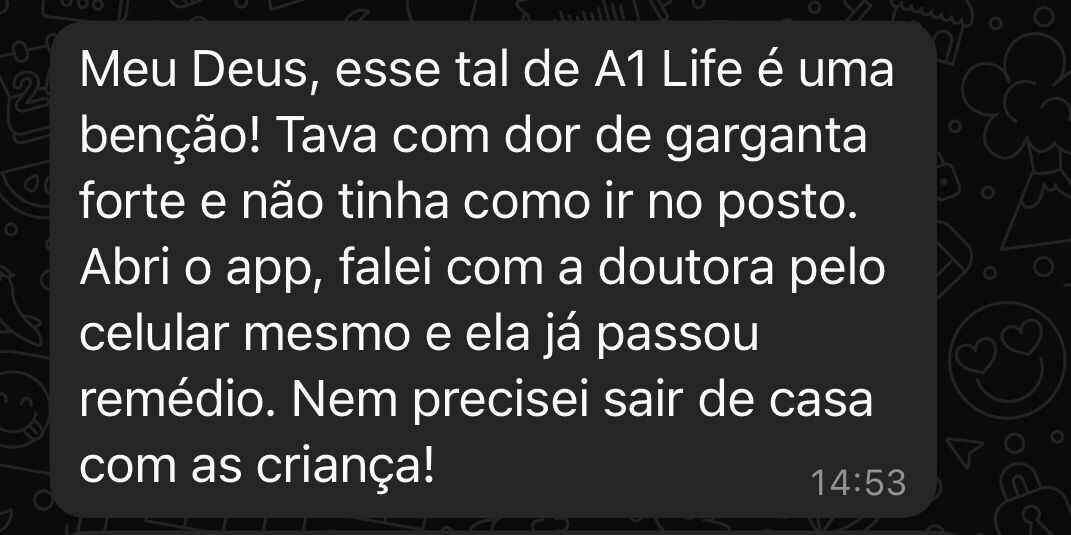 Meu Deus, esse tal de A1 Life é uma
benção! Tava com dor de garganta
forte e não tinha como ir no posto.
Abri o app, falei com a doutora pelo
celular mesmo e ela já passou
remédio. Nem precisei sair de casa
com as criança!
14:53